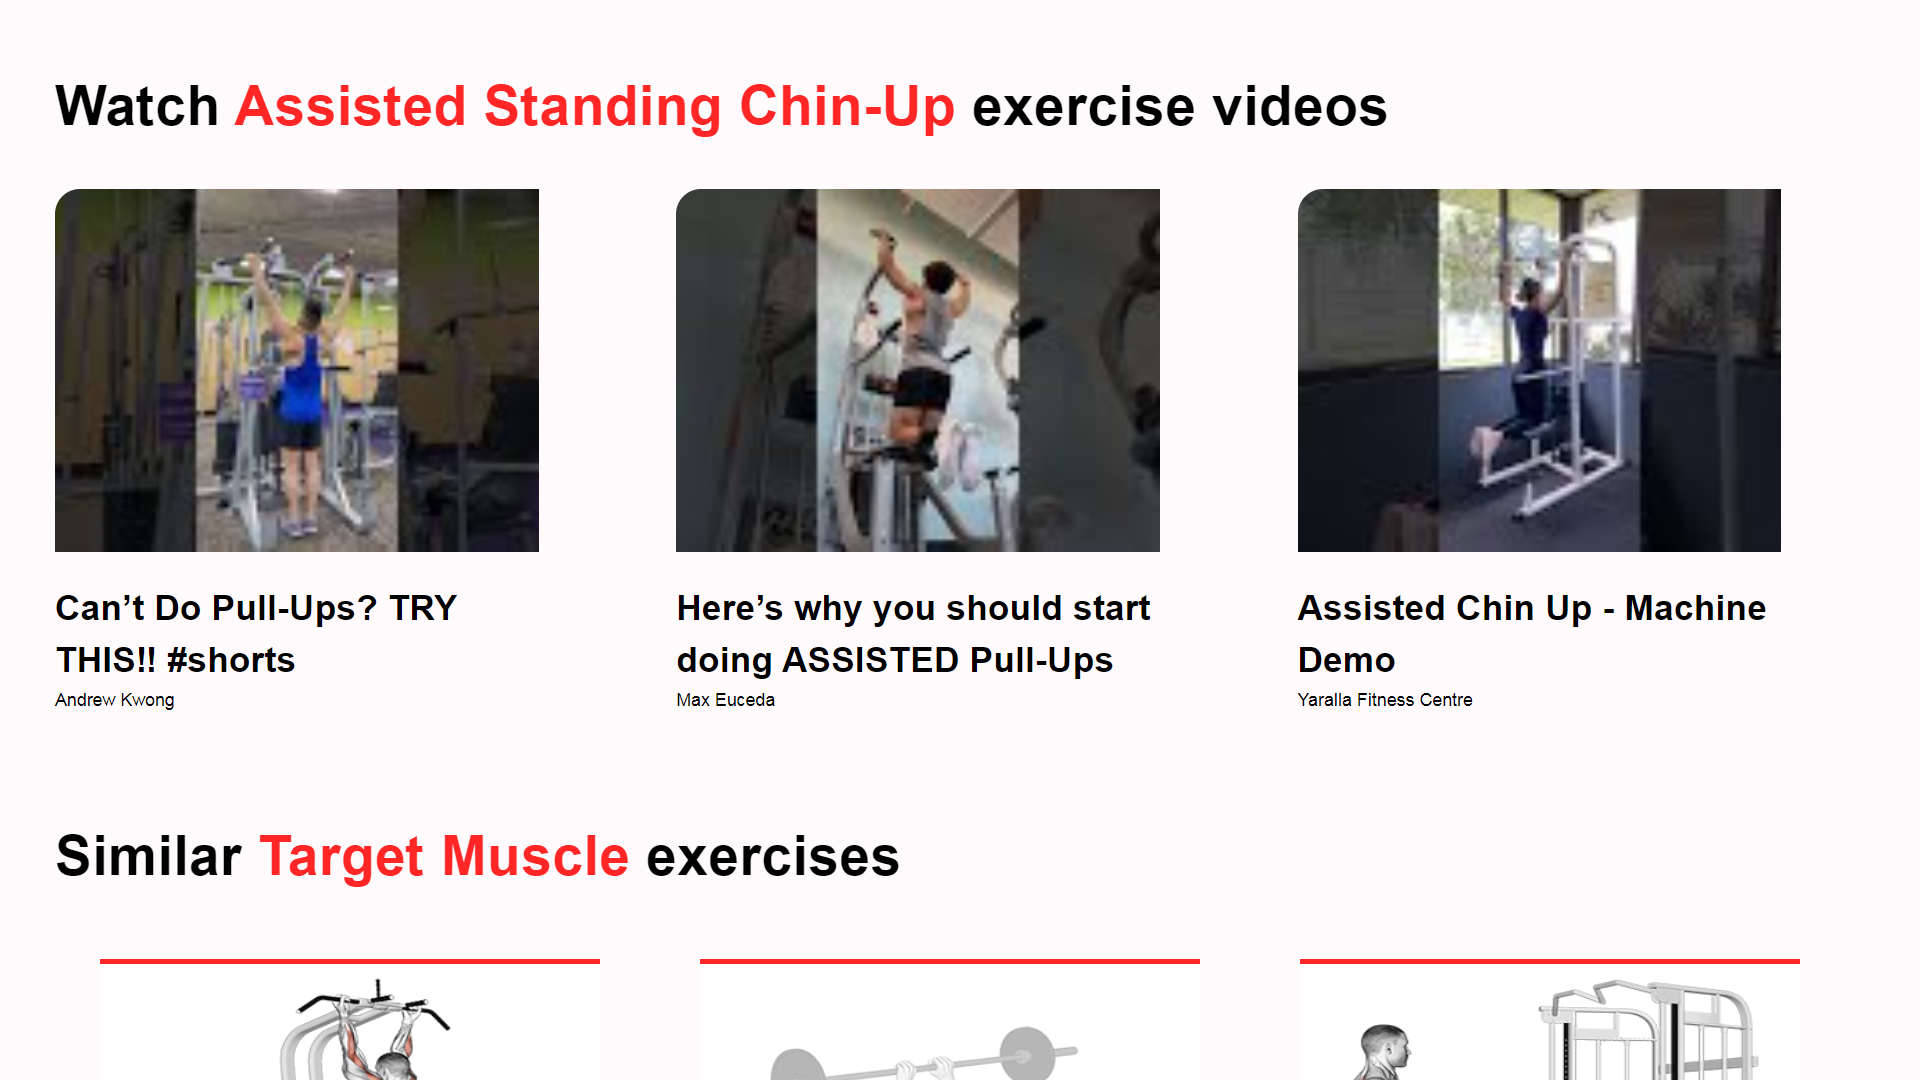 Watch Assisted Standing Chin-Up exercise videos
Can’t Do Pull-Ups? TRY
THIS!! #shorts
Andrew Kwong
Here’s why you should start
doing ASSISTED Pull-Ups
Max Euceda
Assisted Chin Up - Machine
Demo
Yaralla Fitness Centre
Similar Target Muscle exercises